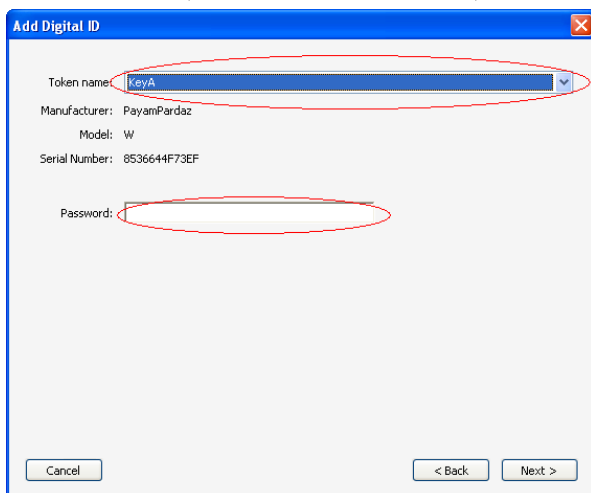 Add Digital ID
Token name: KeyA
Manufacturer: PayamPardaz
Model: W
Serial Number: 8536644F73EF
Password:
Cancel < Back Next >